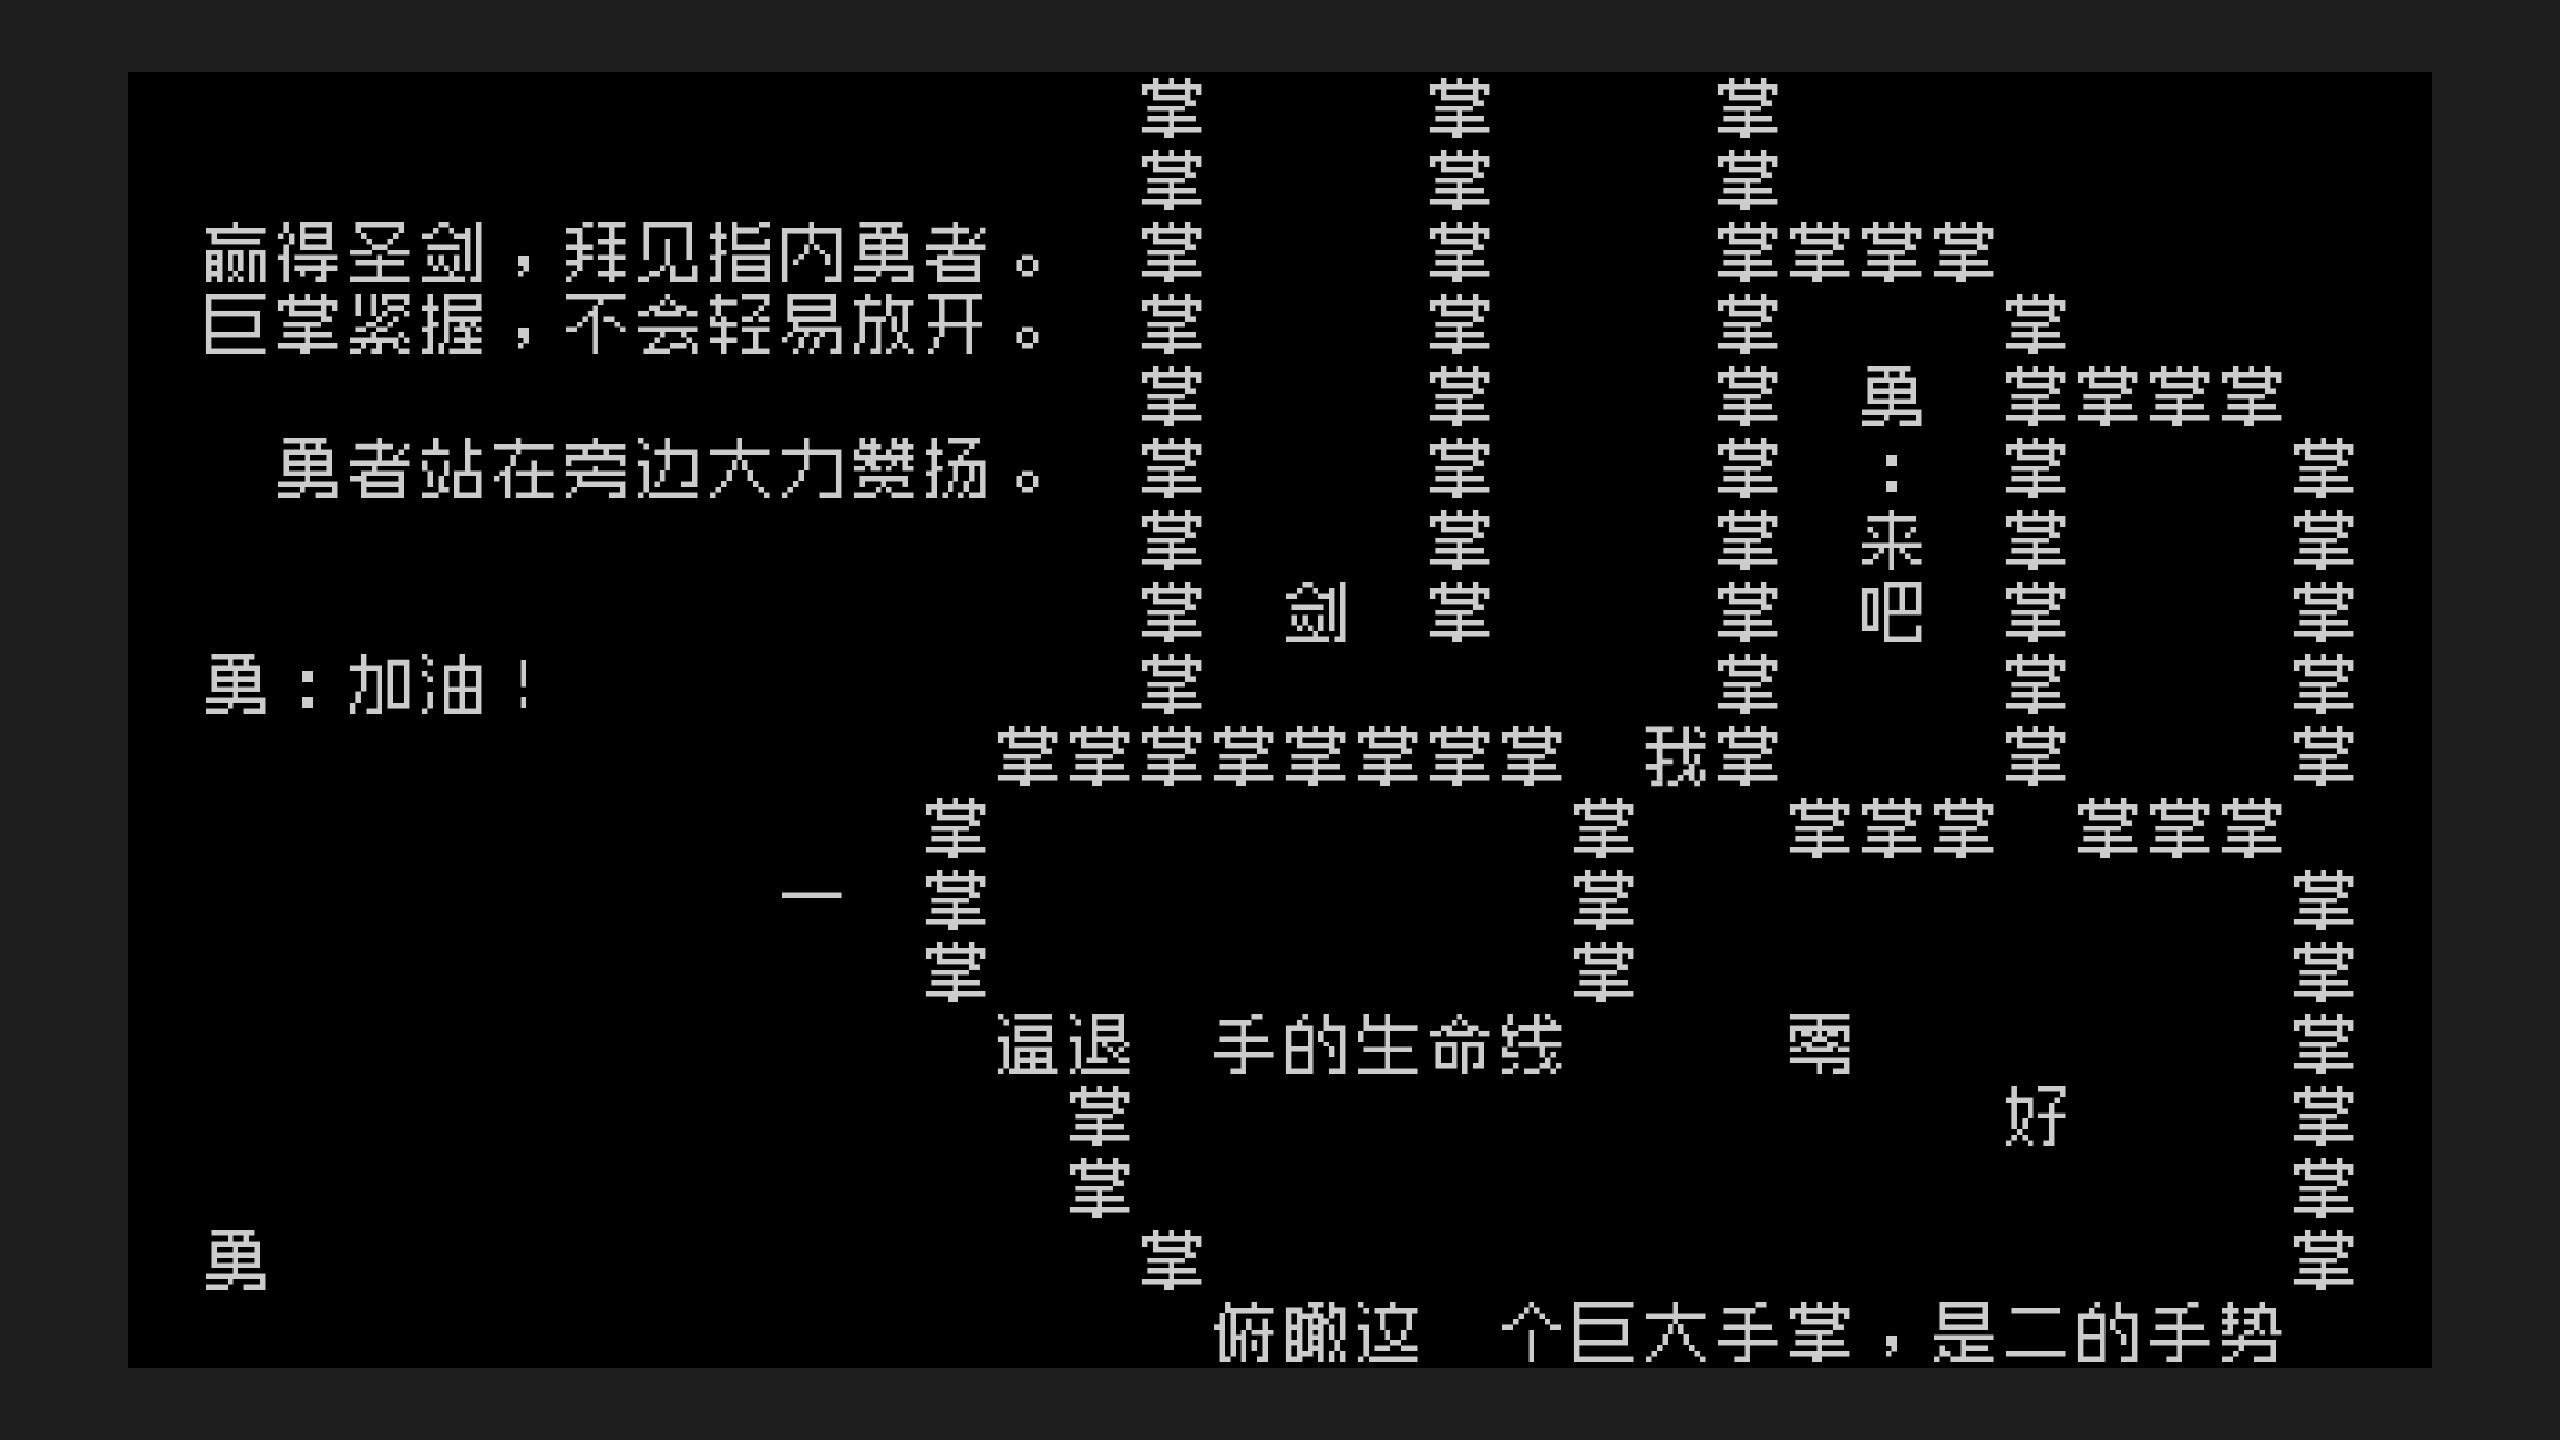 掌 掌 掌
掌 掌 掌
赢得圣剑，拜见指内勇者。 掌 掌 掌掌掌掌
巨掌紧握，不会轻易放开。 掌 掌 掌 掌
掌 掌 掌 勇 掌掌掌掌
勇者站在旁边大力赞扬。 掌 掌 掌 ： 掌 掌
掌 掌 掌 来 掌 掌
掌 剑 掌 掌 吧 掌 掌
勇：加油！ 掌 掌 掌 掌
掌掌掌掌掌掌掌掌 我掌 掌 掌
掌 掌 掌掌掌 掌掌掌
一 掌 掌 掌
掌 掌 掌
逼退 手的生命线 零 掌
掌 好 掌
掌 掌
勇 掌 掌
俯瞰这 个巨大手掌，是二的手势